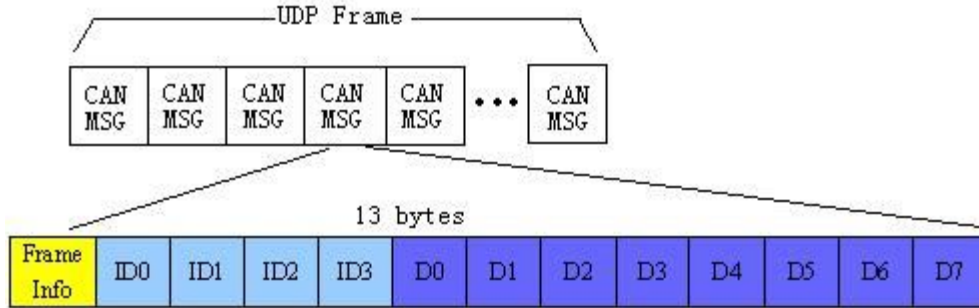 UDP Frame
CAN MSG CAN MSG CAN MSG CAN MSG CAN MSG ••• CAN MSG
13 bytes
Frame Info ID0 ID1 ID2 ID3 D0 D1 D2 D3 D4 D5 D6 D7